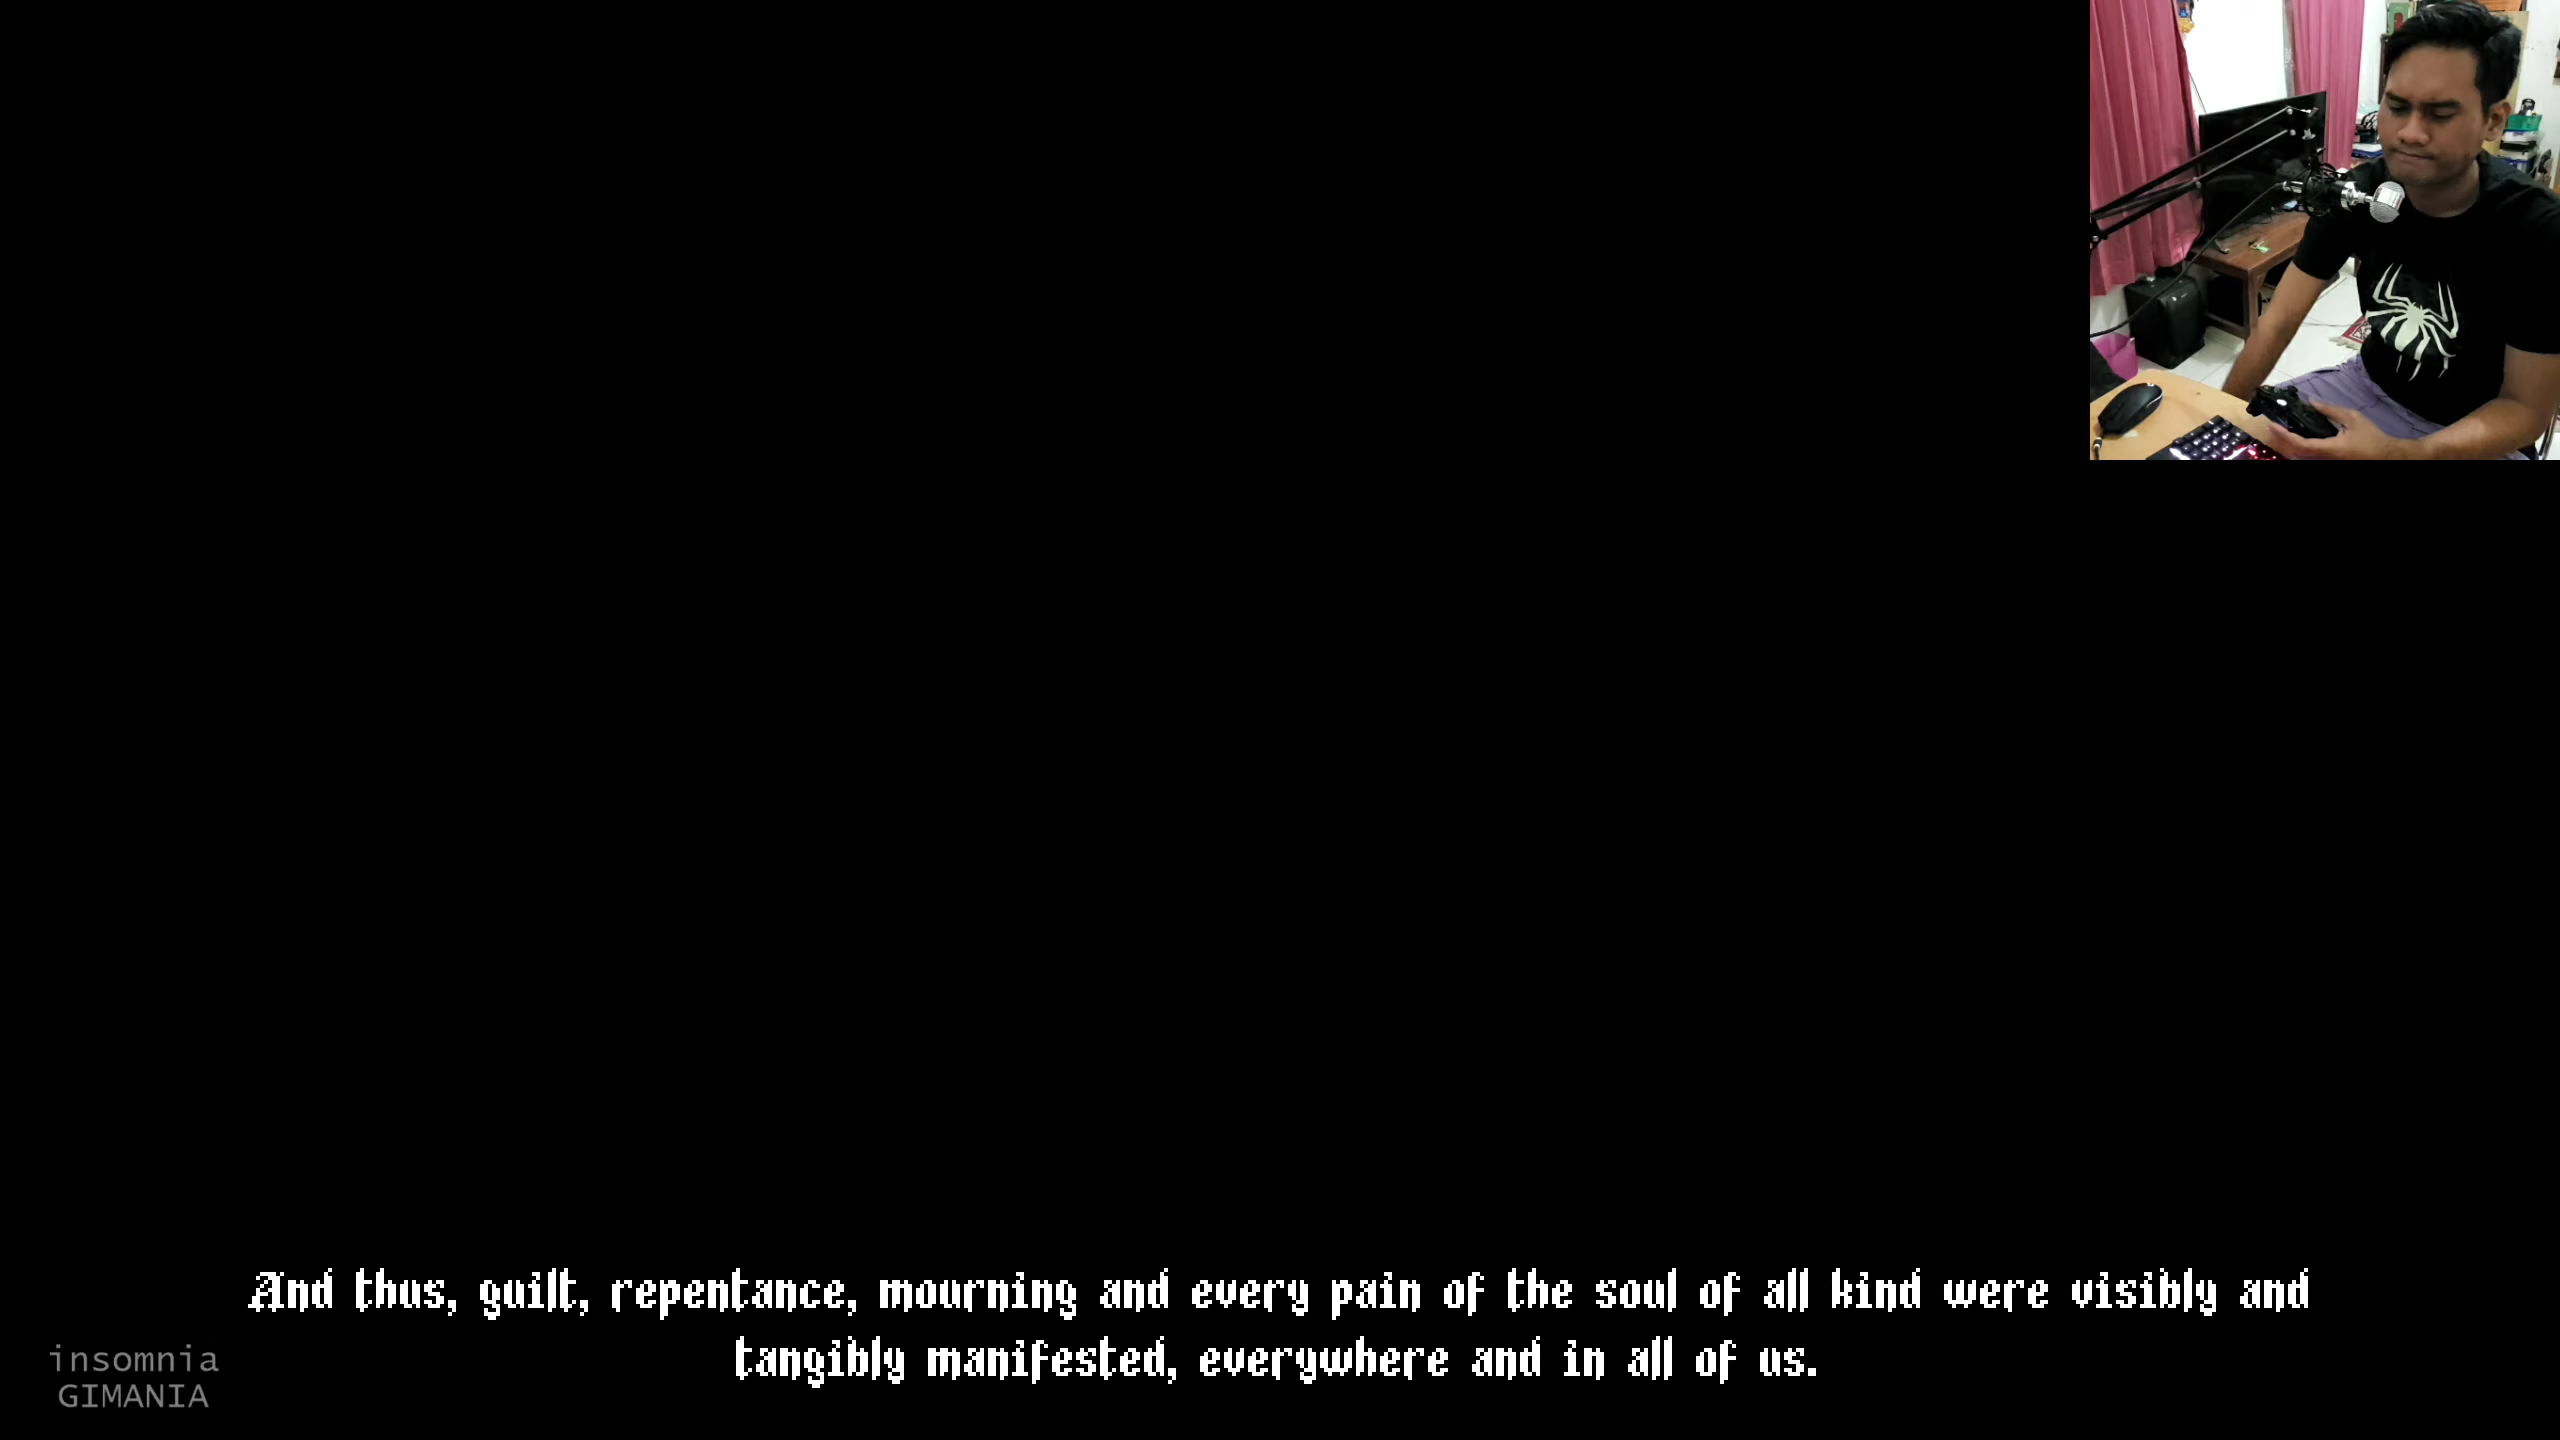 And thus, guilt, repentance, mourning and every pain of the soul of all kind were visibly and
tangibly manifested, everywhere and in all of us.
insomnia
GIMANIA